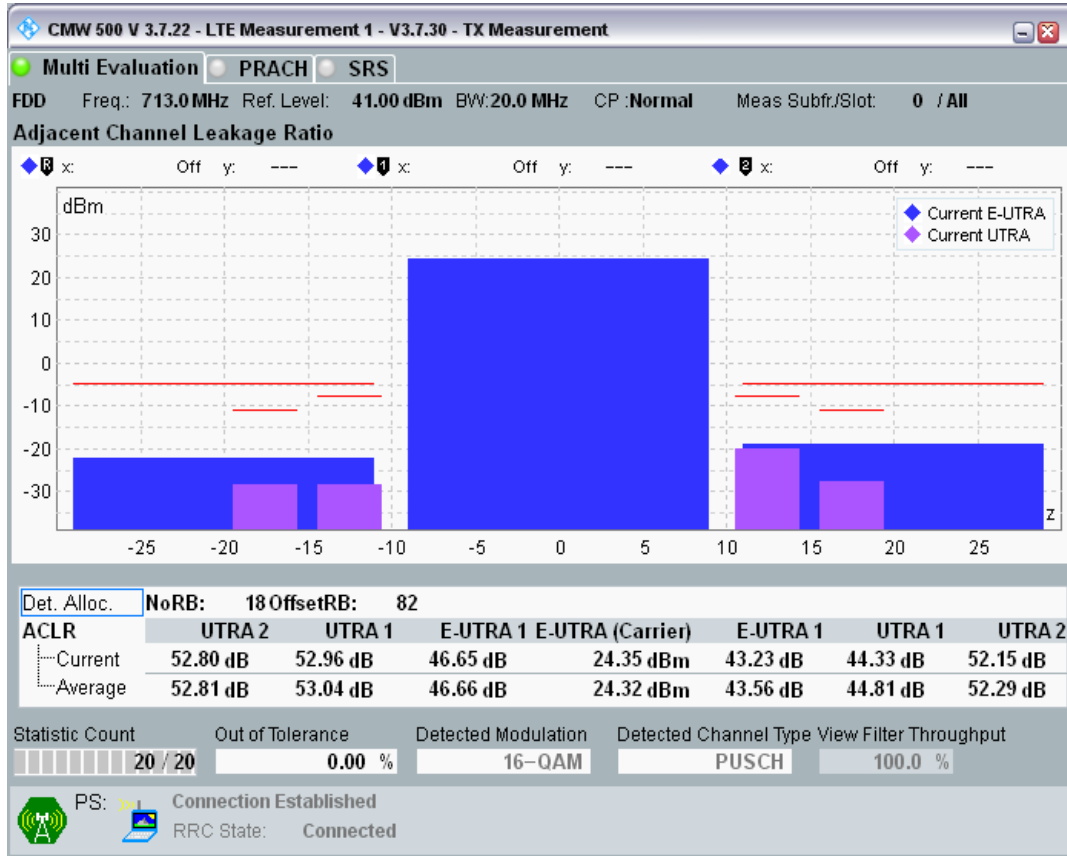 CMW 500 V 3.7.22 - LTE Measurement 1 - V3.7.30 - TX Measurement
Multi Evaluation PRACH SRS
FDD Freq.: 713.0 MHz Ref. Level: 41.00 dBm BW: 20.0 MHz CP : Normal Meas Subfr./Slot: 0 / All
Adjacent Channel Leakage Ratio
R x: Off y: --- 1 x: Off y: --- 2 x: Off y: ---
dBm
Current E-UTRA
Current UTRA
30
20
10
0
-10
-20
-30
z
-25 -20 -15 -10 -5 0 5 10 15 20 25
Det. Alloc. NoRB: 18 OffsetRB: 82
ACLR UTRA 2 UTRA 1 E-UTRA 1 E-UTRA (Carrier) E-UTRA 1 UTRA 1 UTRA 2
Current 52.80 dB 52.96 dB 46.65 dB 24.35 dBm 43.23 dB 44.33 dB 52.15 dB
Average 52.81 dB 53.04 dB 46.66 dB 24.32 dBm 43.56 dB 44.81 dB 52.29 dB
Statistic Count Out of Tolerance Detected Modulation Detected Channel Type View Filter Throughput
20 / 20 0.00 % 16-QAM PUSCH 100.0 %
PS: Connection Established
RRC State: Connected